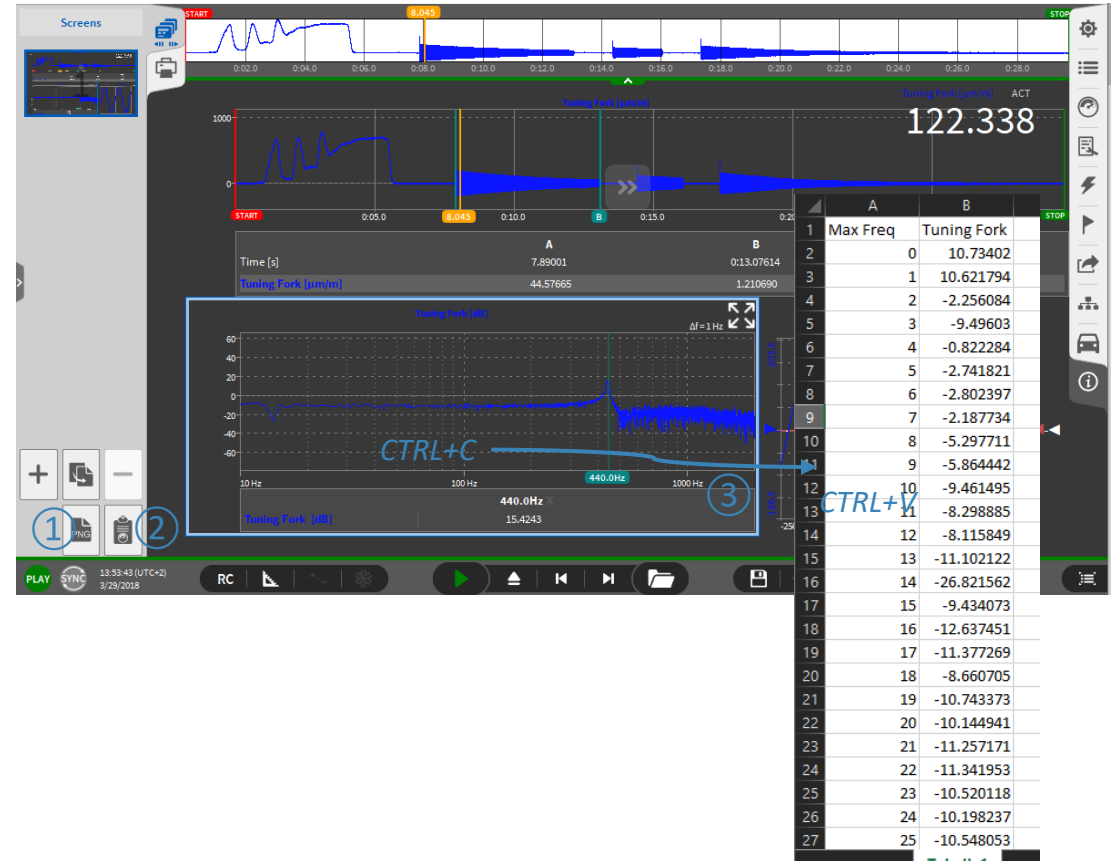 Screens
START
8.045
STOP
0:02.0 0:04.0 0:06.0 0:08.0 0:10.0 0:12.0 0:14.0 0:16.0 0:18.0 0:20.0 0:22.0 0:24.0 0:26.0 0:28.0
Tuning Fork [µm/m]
Tuning Fork [µm/m] ACT
122.338
1000
0
START 0:05.0 8.045 0:10.0 B 0:15.0 STOP
A B
Time [s] 7.89001 0:13.07614
Tuning Fork [µm/m] 44.57665 1.210690
Tuning Fork [dB]
Δf=1Hz
60
40
20
0
-20
-40
-60
10 Hz 100 Hz 440.0Hz 1000 Hz
440.0Hz X
Tuning Fork [dB] 15.4243
CTRL+C
CTRL+V
1
PNG
2
3
PLAY SYNC 13:53:43 (UTC+2)
3/29/2018
RC
A B
1 Max Freq Tuning Fork
2 0 10.73402
3 1 10.621794
4 2 -2.256084
5 3 -9.49603
6 4 -0.822284
7 5 -2.741821
8 6 -2.802397
9 7 -2.187734
10 8 -5.297711
11 9 -5.864442
12 10 -9.461495
13 11 -8.298885
14 12 -8.115849
15 13 -11.102122
16 14 -26.821562
17 15 -9.434073
18 16 -12.637451
19 17 -11.377269
20 18 -8.660705
21 19 -10.743373
22 20 -10.144941
23 21 -11.257171
24 22 -11.341953
25 23 -10.520118
26 24 -10.198237
27 25 -10.548053